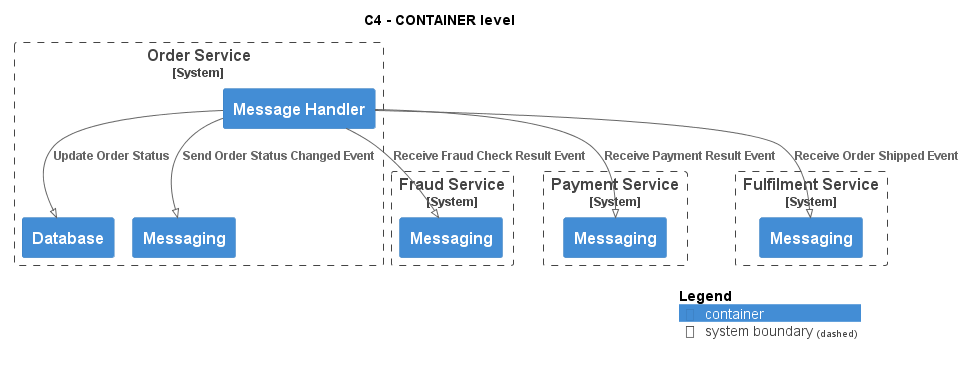 C4 - CONTAINER level
Order Service
[System]
Message Handler
Update Order Status
Send Order Status Changed Event
Receive Fraud Check Result Event
Receive Payment Result Event
Receive Order Shipped Event
Fraud Service
[System]
Payment Service
[System]
Fulfilment Service
[System]
Database
Messaging
Messaging
Messaging
Messaging
Legend
container
system boundary (dashed)